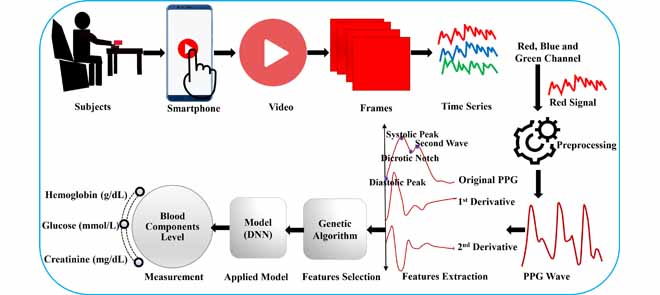 Subjects
Smartphone
Video
Frames
Time Series
Red, Blue and
Green Channel
Red Signal
Preprocessing
PPG Wave
Systolic Peak
Second Wave
Dicrotic Notch
Diastolic Peak
Original PPG
1st Derivative
2nd Derivative
Features Extraction
Genetic
Algorithm
Features Selection
Model
(DNN)
Applied Model
Blood
Components
Level
Measurement
Hemoglobin (g/dL)
Glucose (mmol/L)
Creatinine (mg/dL)